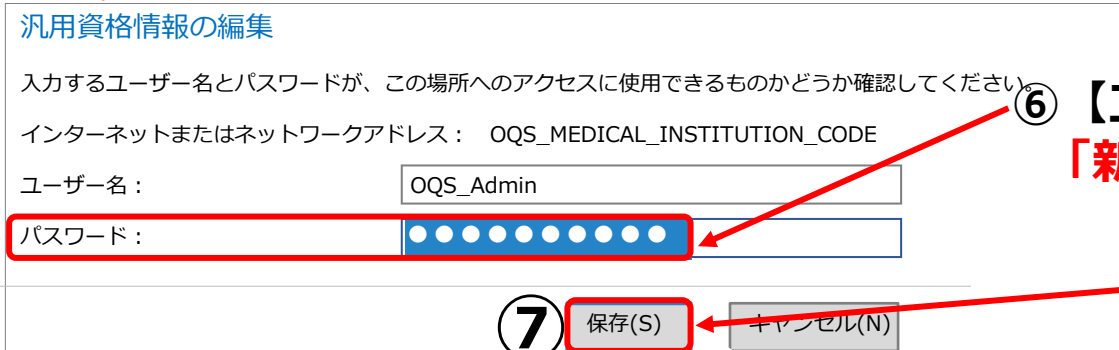 汎用資格情報の編集
入力するユーザー名とパスワードが、この場所へのアクセスに使用できるものかどうか確認してください。
⑥ 【
インターネットまたはネットワークアドレス： OQS_MEDICAL_INSTITUTION_CODE
「新
ユーザー名： OQS_Admin
パスワード： ●●●●●●●●●●
⑦ 保存(S) キャンセル(N)